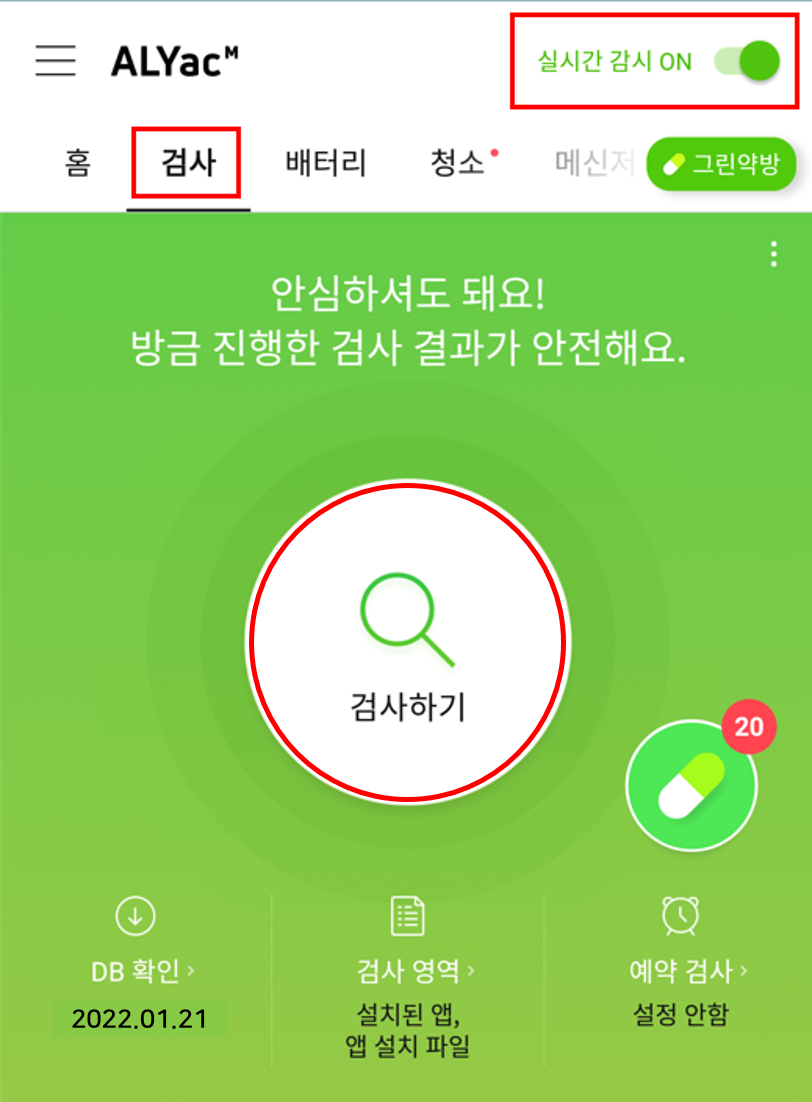 ALYac M
실시간 감시 ON
홈 검사 배터리 청소 메신저 그린약방
안심하셔도 돼요!
방금 진행한 검사 결과가 안전해요.
검사하기
20
DB 확인 ›
2022.01.21
검사 영역 ›
설치된 앱,
앱 설치 파일
예약 검사 ›
설정 안함